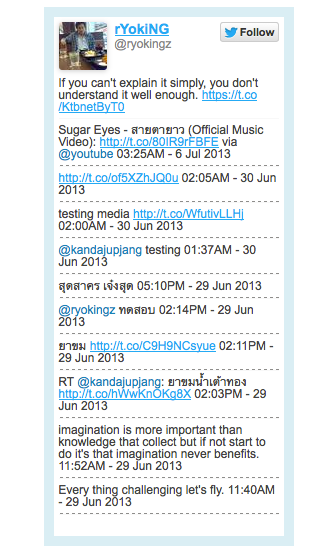 rYokiNG
@ryokingz
Follow
If you can't explain it simply, you don't
understand it well enough. https://t.co
/KtbnetByT0
Sugar Eyes - สายตายาว (Official Music
Video): http://t.co/80IR9rFBFE via
@youtube 03:25AM - 6 Jul 2013
http://t.co/of5XZhJQ0u 02:05AM - 30 Jun
2013
testing media http://t.co/WfutivLLHj
02:00AM - 30 Jun 2013
@kandajupjang testing 01:37AM - 30
Jun 2013
สุดสาคร เจ๋งสุด 05:10PM - 29 Jun 2013
@ryokingz ทดสอบ 02:14PM - 29 Jun
2013
ยาขม http://t.co/C9H9NCsyue 02:11PM -
29 Jun 2013
RT @kandajupjang: ยาขมน้ำเต้าทอง
http://t.co/hWwKnOKg8X 02:03PM - 29
Jun 2013
imagination is more important than
knowledge that collect but if not start to
do it's that imagination never benefits.
11:52AM - 29 Jun 2013
Every thing challenging let's fly. 11:40AM
- 29 Jun 2013